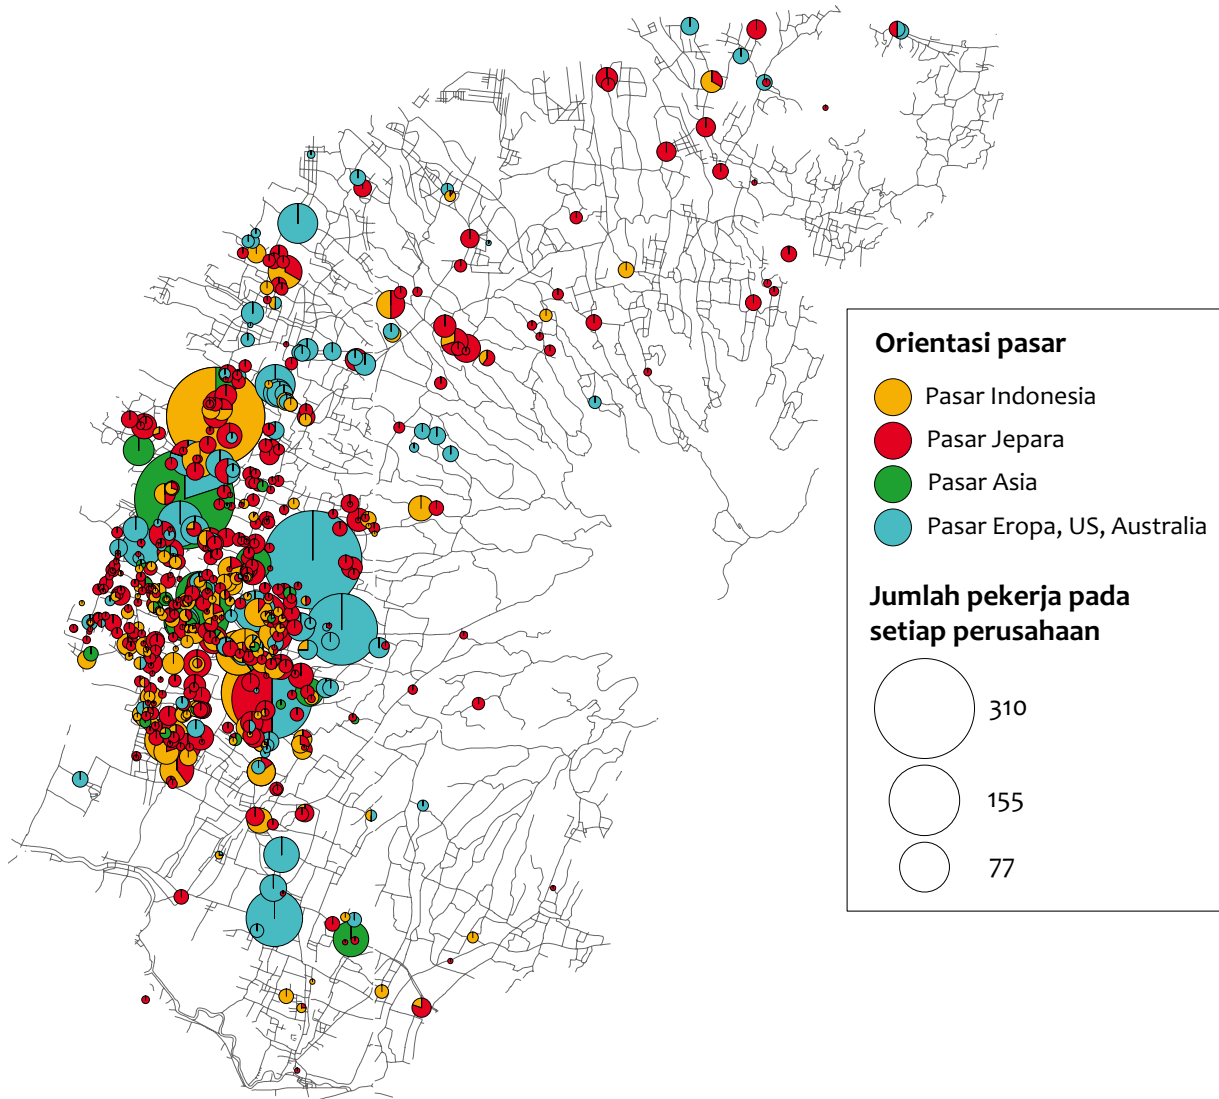 Orientasi pasar
Pasar Indonesia
Pasar Jepara
Pasar Asia
Pasar Eropa, US, Australia
Jumlah pekerja pada
setiap perusahaan
310
155
77